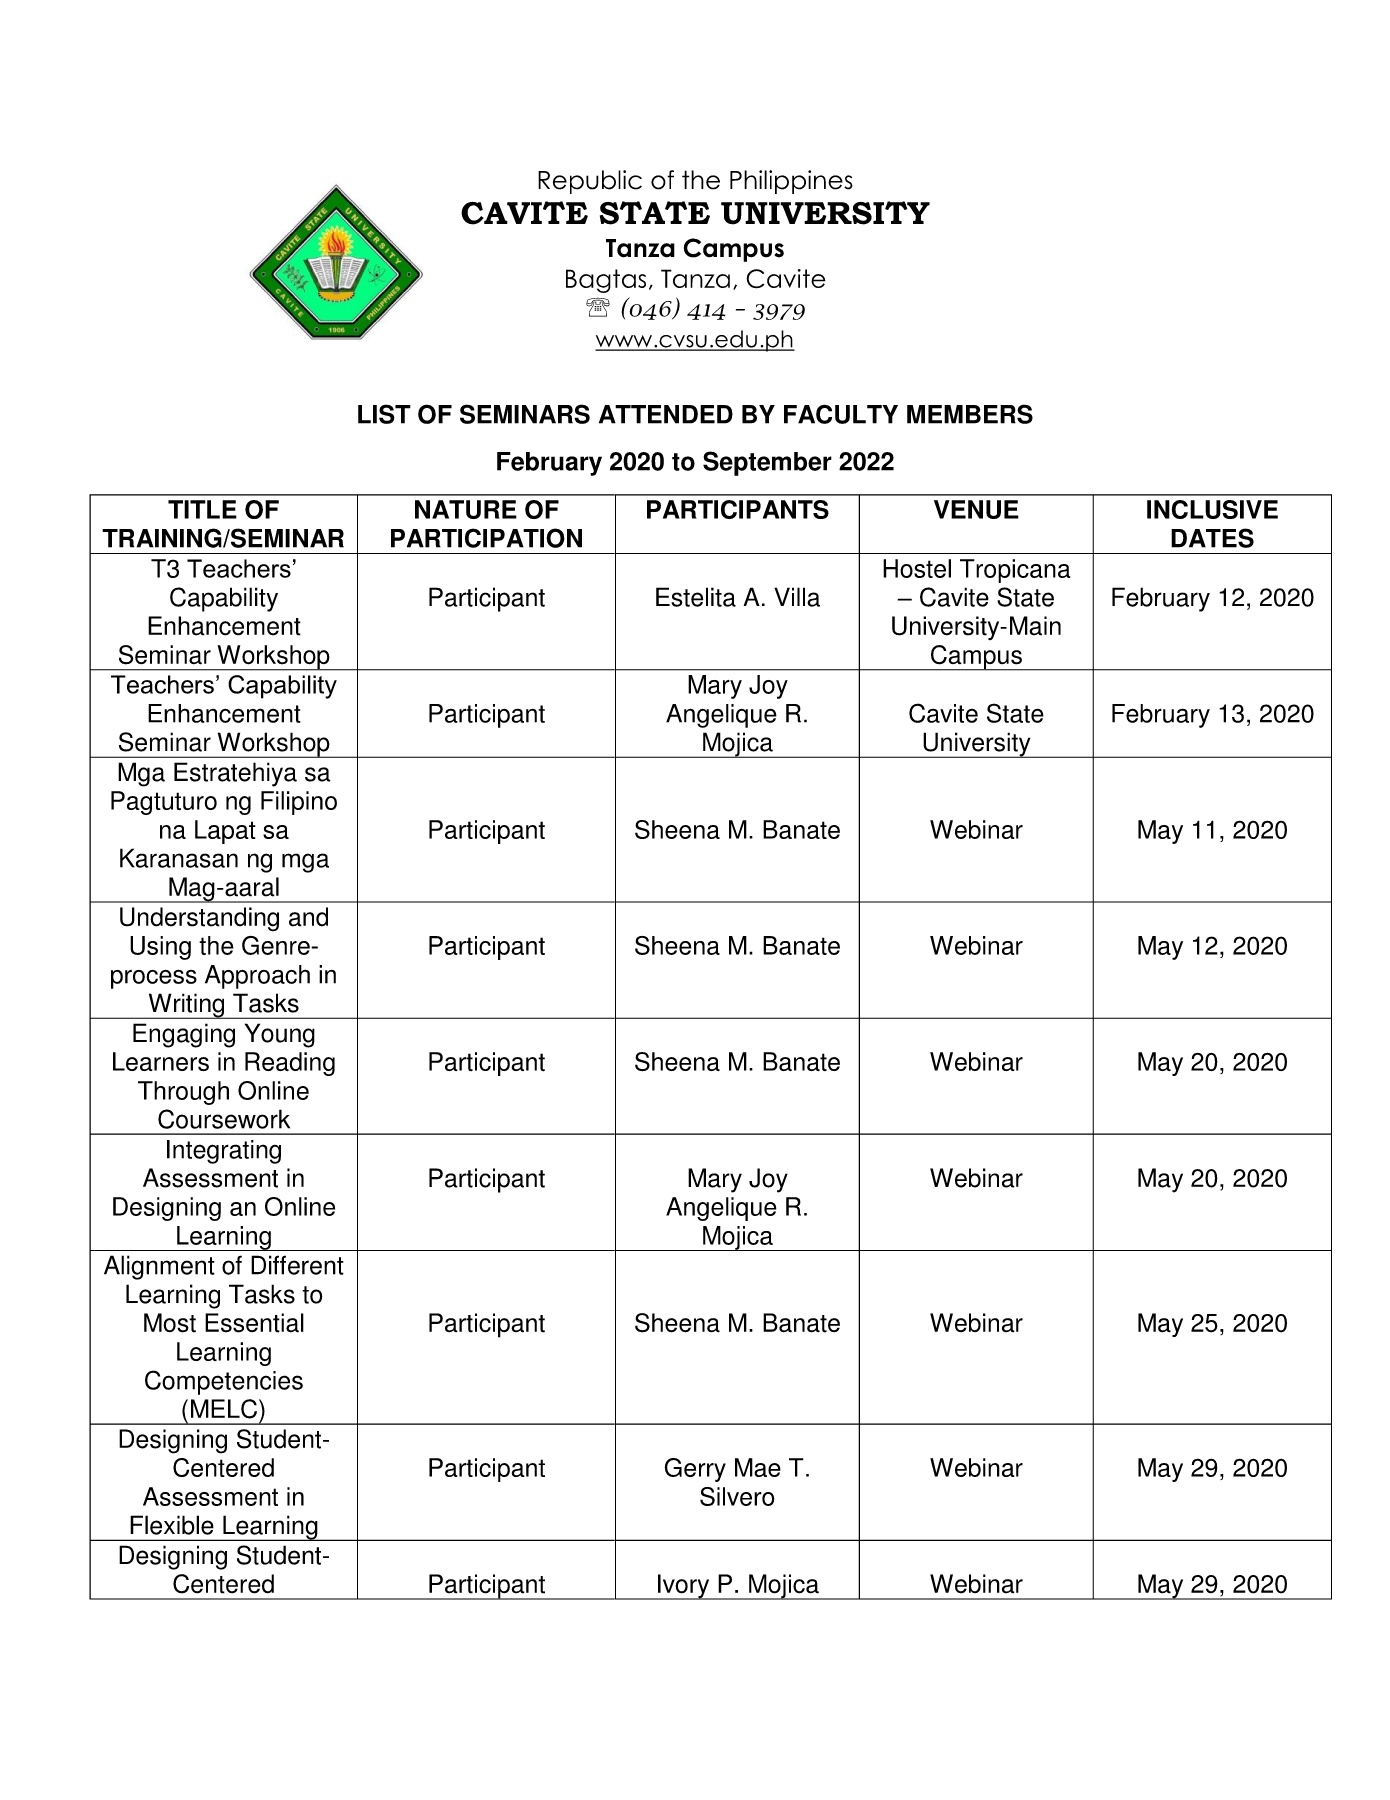 Republic of the Philippines
CAVITE STATE UNIVERSITY
Tanza Campus
Bagtas, Tanza, Cavite
☏ (046) 414 - 3979
www.cvsu.edu.ph
CAVITE STATE UNIVERSITY
CAVITE 1906 PHILIPPINES
LIST OF SEMINARS ATTENDED BY FACULTY MEMBERS
February 2020 to September 2022
TITLE OF
TRAINING/SEMINAR
NATURE OF
PARTICIPATION
PARTICIPANTS
VENUE
INCLUSIVE
DATES
T3 Teachers’
Capability
Enhancement
Seminar Workshop
Participant
Estelita A. Villa
Hostel Tropicana
– Cavite State
University-Main
Campus
February 12, 2020
Teachers’ Capability
Enhancement
Seminar Workshop
Participant
Mary Joy
Angelique R.
Mojica
Cavite State
University
February 13, 2020
Mga Estratehiya sa
Pagtuturo ng Filipino
na Lapat sa
Karanasan ng mga
Mag-aaral
Participant
Sheena M. Banate
Webinar
May 11, 2020
Understanding and
Using the Genre-
process Approach in
Writing Tasks
Participant
Sheena M. Banate
Webinar
May 12, 2020
Engaging Young
Learners in Reading
Through Online
Coursework
Participant
Sheena M. Banate
Webinar
May 20, 2020
Integrating
Assessment in
Designing an Online
Learning
Participant
Mary Joy
Angelique R.
Mojica
Webinar
May 20, 2020
Alignment of Different
Learning Tasks to
Most Essential
Learning
Competencies
(MELC)
Participant
Sheena M. Banate
Webinar
May 25, 2020
Designing Student-
Centered
Assessment in
Flexible Learning
Participant
Gerry Mae T.
Silvero
Webinar
May 29, 2020
Designing Student-
Centered
Participant
Ivory P. Mojica
Webinar
May 29, 2020